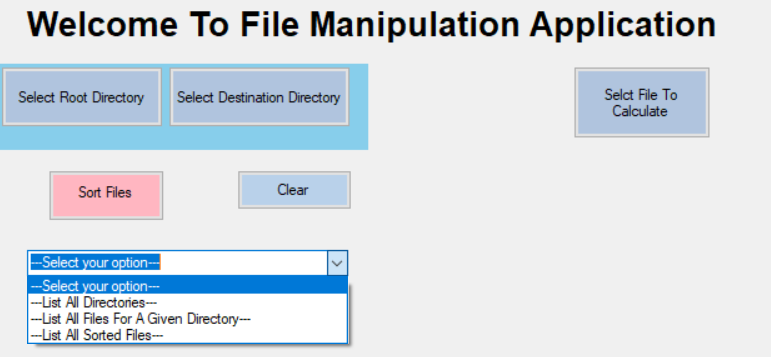 Welcome To File Manipulation Application
Select Root Directory
Select Destination Directory
Selct File To
Calculate
Sort Files
Clear
---Select your option---
---Select your option---
---List All Directories---
---List All Files For A Given Directory---
---List All Sorted Files---